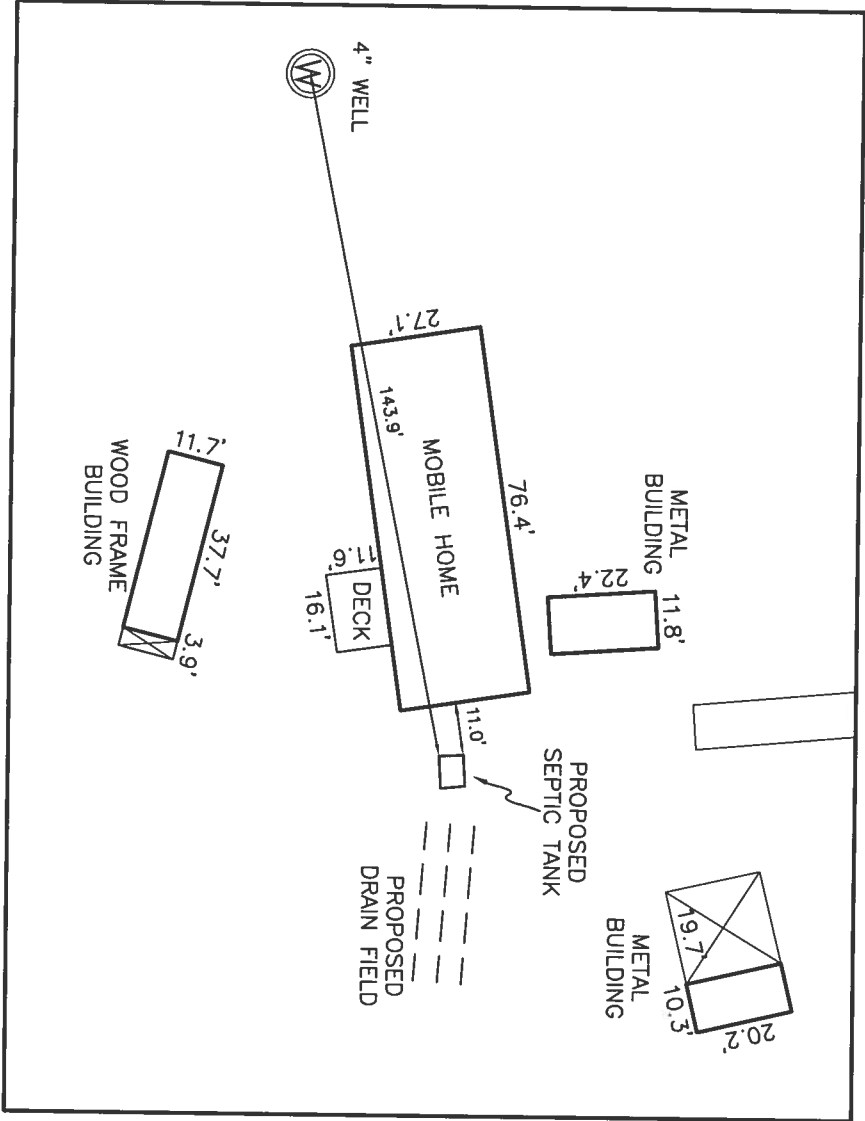 4" WELL
W
27.1'
143.9'
MOBILE HOME
76.4'
METAL
BUILDING
22.4'
11.8'
11.6'
DECK
16.1'
11.7'
37.7'
3.9'
WOOD FRAME
BUILDING
11.0'
PROPOSED
SEPTIC TANK
PROPOSED
DRAIN FIELD
METAL
BUILDING
19.7'
10.3'
20.2'